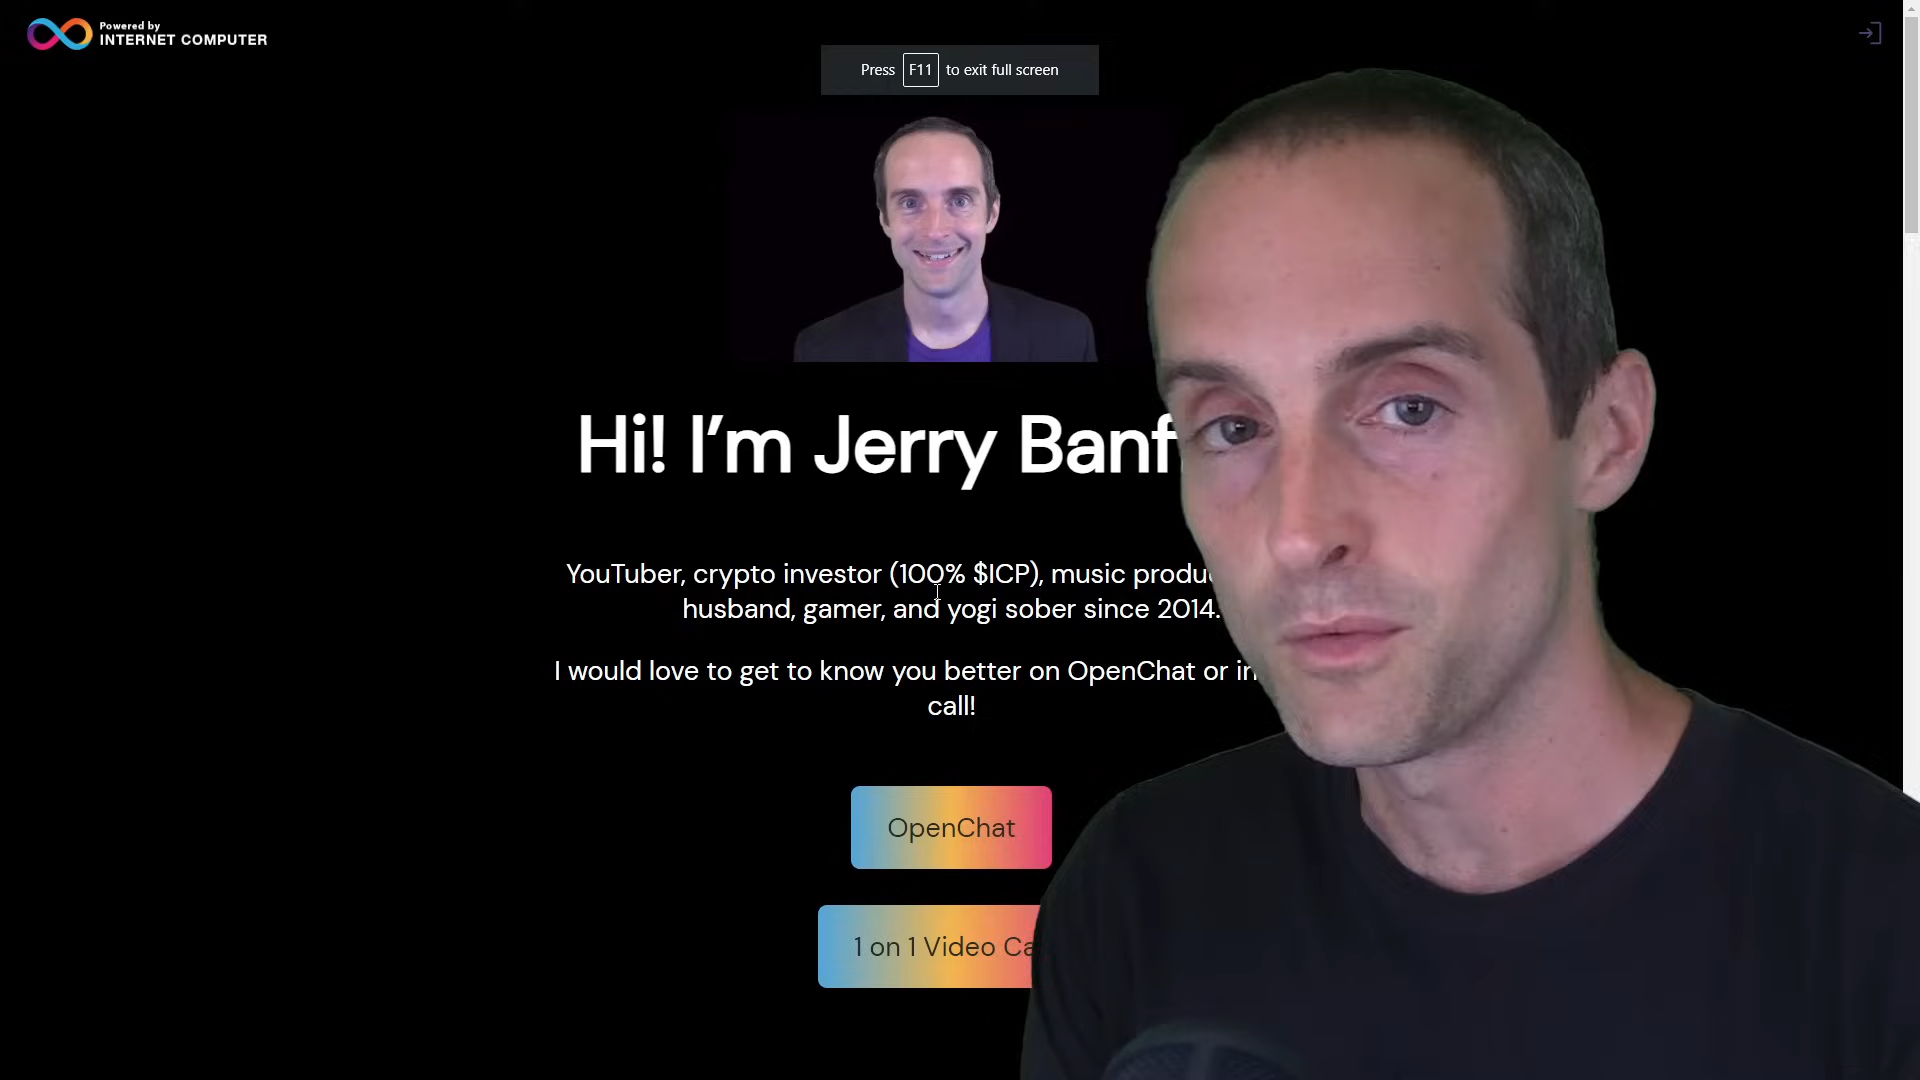 Powered by
INTERNET COMPUTER
Press F11 to exit full screen
Hi! I’m Jerry Banf
YouTuber, crypto investor (100% $ICP), music produ
husband, gamer, and yogi sober since 2014.
I would love to get to know you better on OpenChat or in
call!
OpenChat
1 on 1 Video Ca